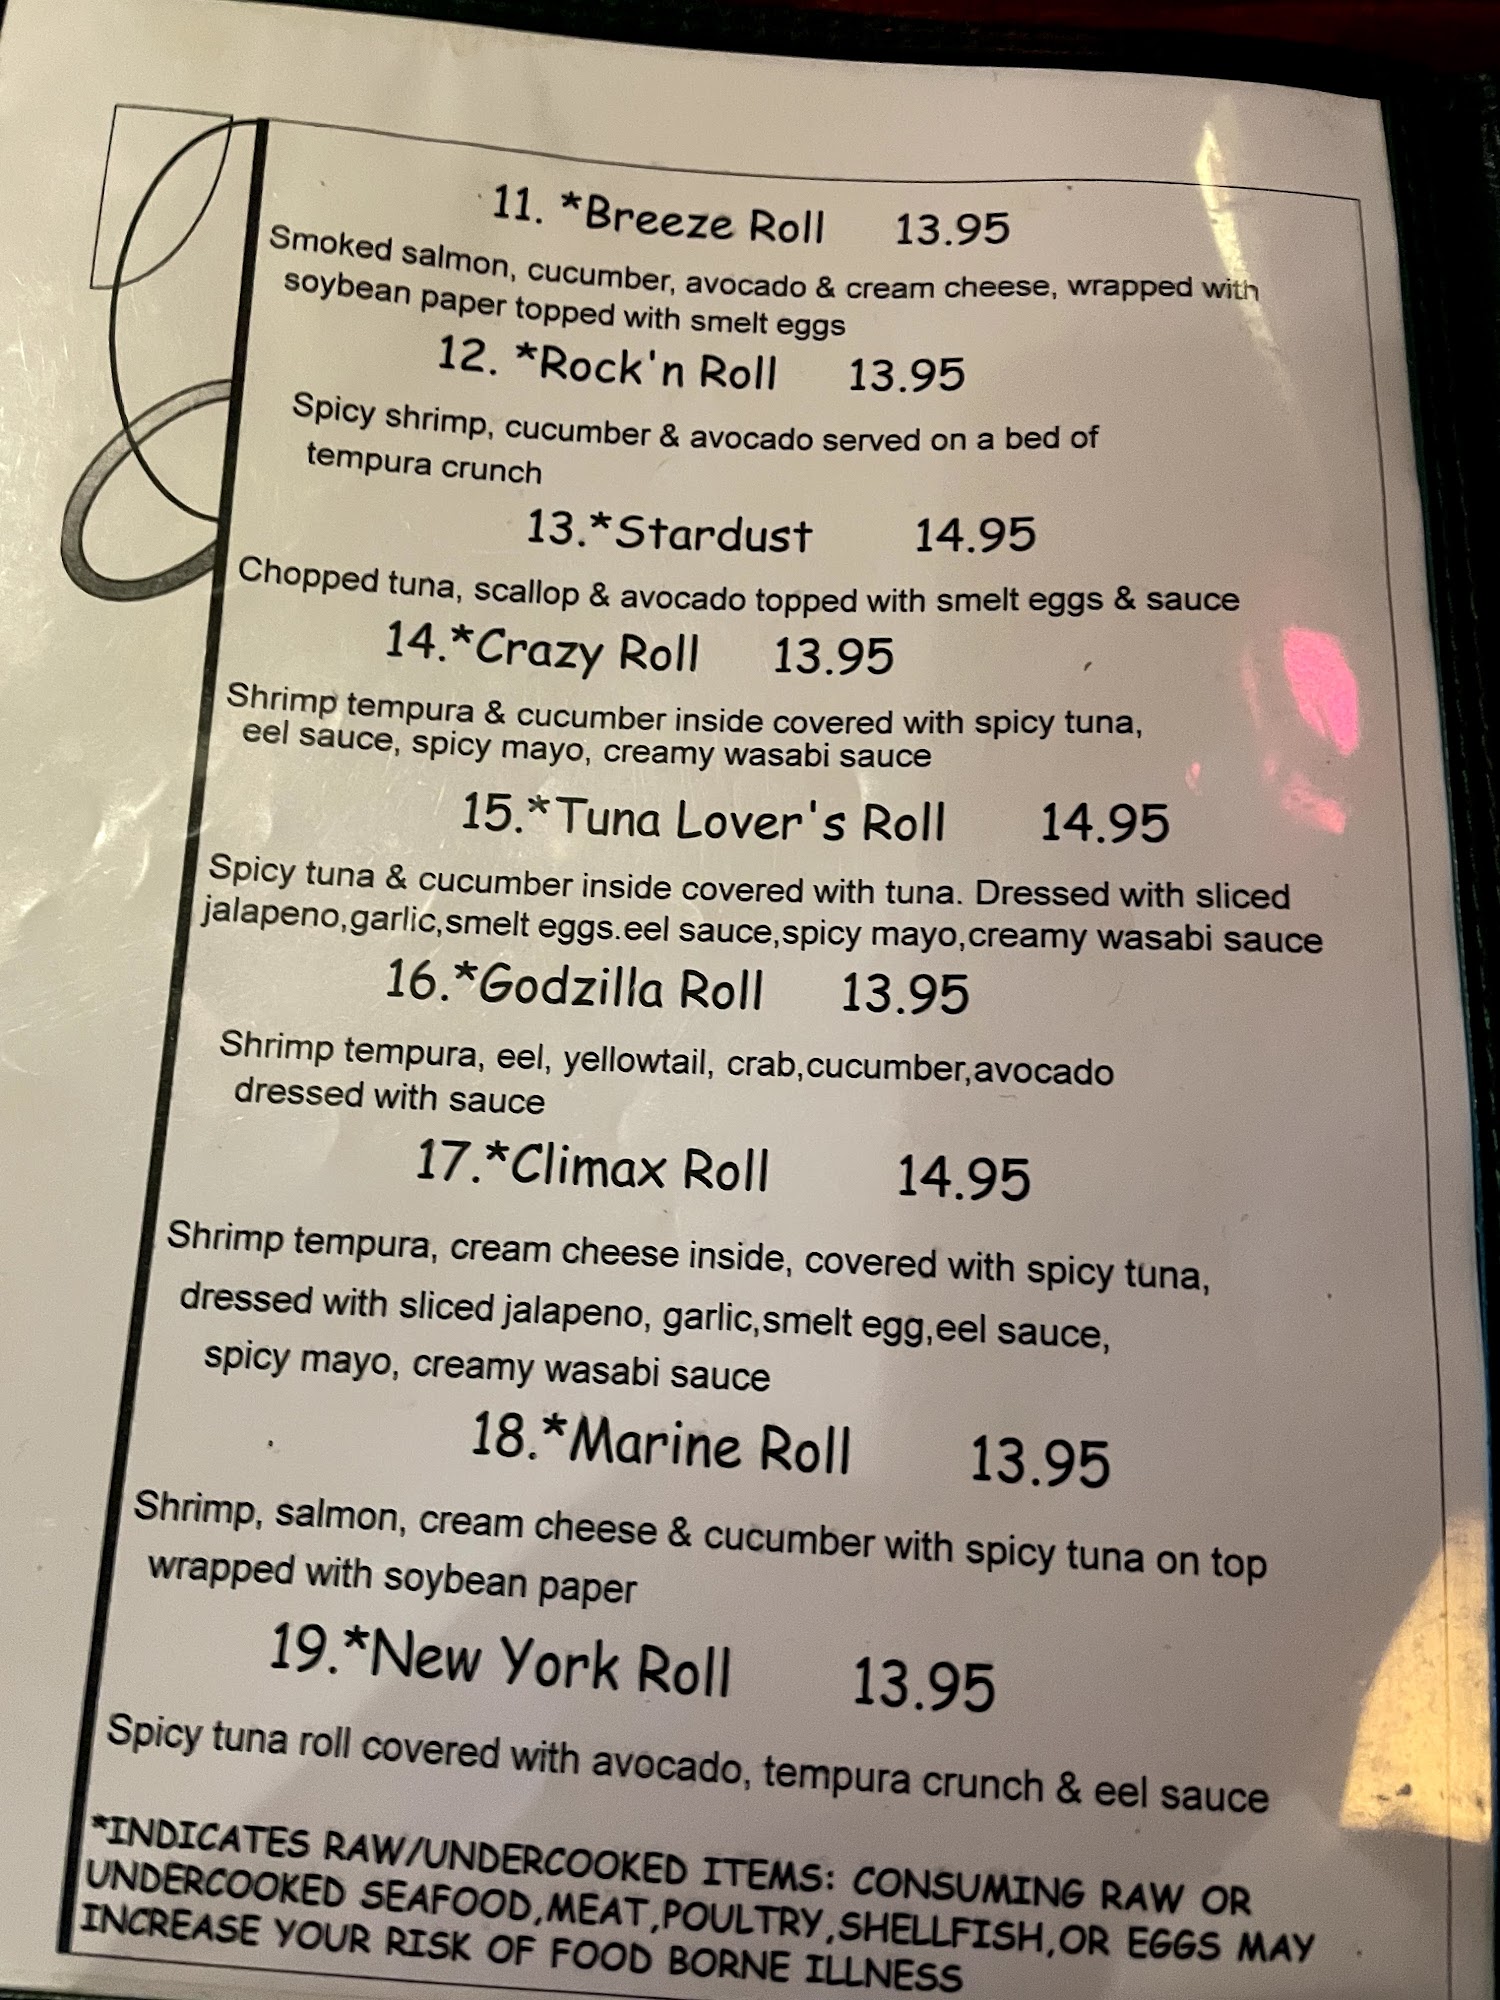 11. *Breeze Roll 13.95
Smoked salmon, cucumber, avocado & cream cheese, wrapped with
soybean paper topped with smelt eggs
12. *Rock'n Roll 13.95
Spicy shrimp, cucumber & avocado served on a bed of
tempura crunch
13.*Stardust 14.95
Chopped tuna, scallop & avocado topped with smelt eggs & sauce
14.*Crazy Roll 13.95
Shrimp tempura & cucumber inside covered with spicy tuna,
eel sauce, spicy mayo, creamy wasabi sauce
15.*Tuna Lover's Roll 14.95
Spicy tuna & cucumber inside covered with tuna. Dressed with sliced
jalapeno,garlic,smelt eggs.eel sauce,spicy mayo,creamy wasabi sauce
16.*Godzilla Roll 13.95
Shrimp tempura, eel, yellowtail, crab,cucumber,avocado
dressed with sauce
17.*Climax Roll 14.95
Shrimp tempura, cream cheese inside, covered with spicy tuna,
dressed with sliced jalapeno, garlic,smelt egg,eel sauce,
spicy mayo, creamy wasabi sauce
18.*Marine Roll 13.95
Shrimp, salmon, cream cheese & cucumber with spicy tuna on top
wrapped with soybean paper
19.*New York Roll 13.95
Spicy tuna roll covered with avocado, tempura crunch & eel sauce
*INDICATES RAW/UNDERCOOKED ITEMS: CONSUMING RAW OR
UNDERCOOKED SEAFOOD,MEAT,POULTRY,SHELLFISH,OR EGGS MAY
INCREASE YOUR RISK OF FOOD BORNE ILLNESS